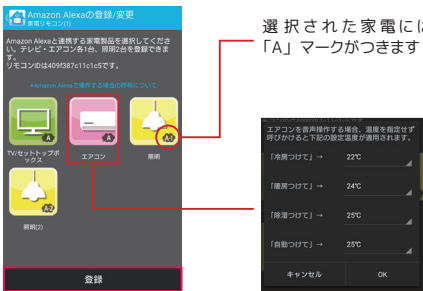 Amazon Alexaの登録/変更
家電リモコン(1)
Amazon Alexaと連携する家電製品を選択してくださ
い。テレビ・エアコン各1台、照明2台を登録できま
す。
リモコンIDは409f387c11c1c5です。
※Amazon Alexaで操作する場合の呼称について
A
A
A1
TV/セットトップボ
ックス
エアコン
照明
A2
照明(2)
登録
選択された家電には
「A」マークがつきます
エアコンを音声操作する場合、温度を指定せず
呼びかけると下記の設定温度が適用されます。
「冷房つけて」→ 22℃
「暖房つけて」→ 24℃
「除湿つけて」→ 25℃
「自動つけて」→ 25℃
キャンセル
OK